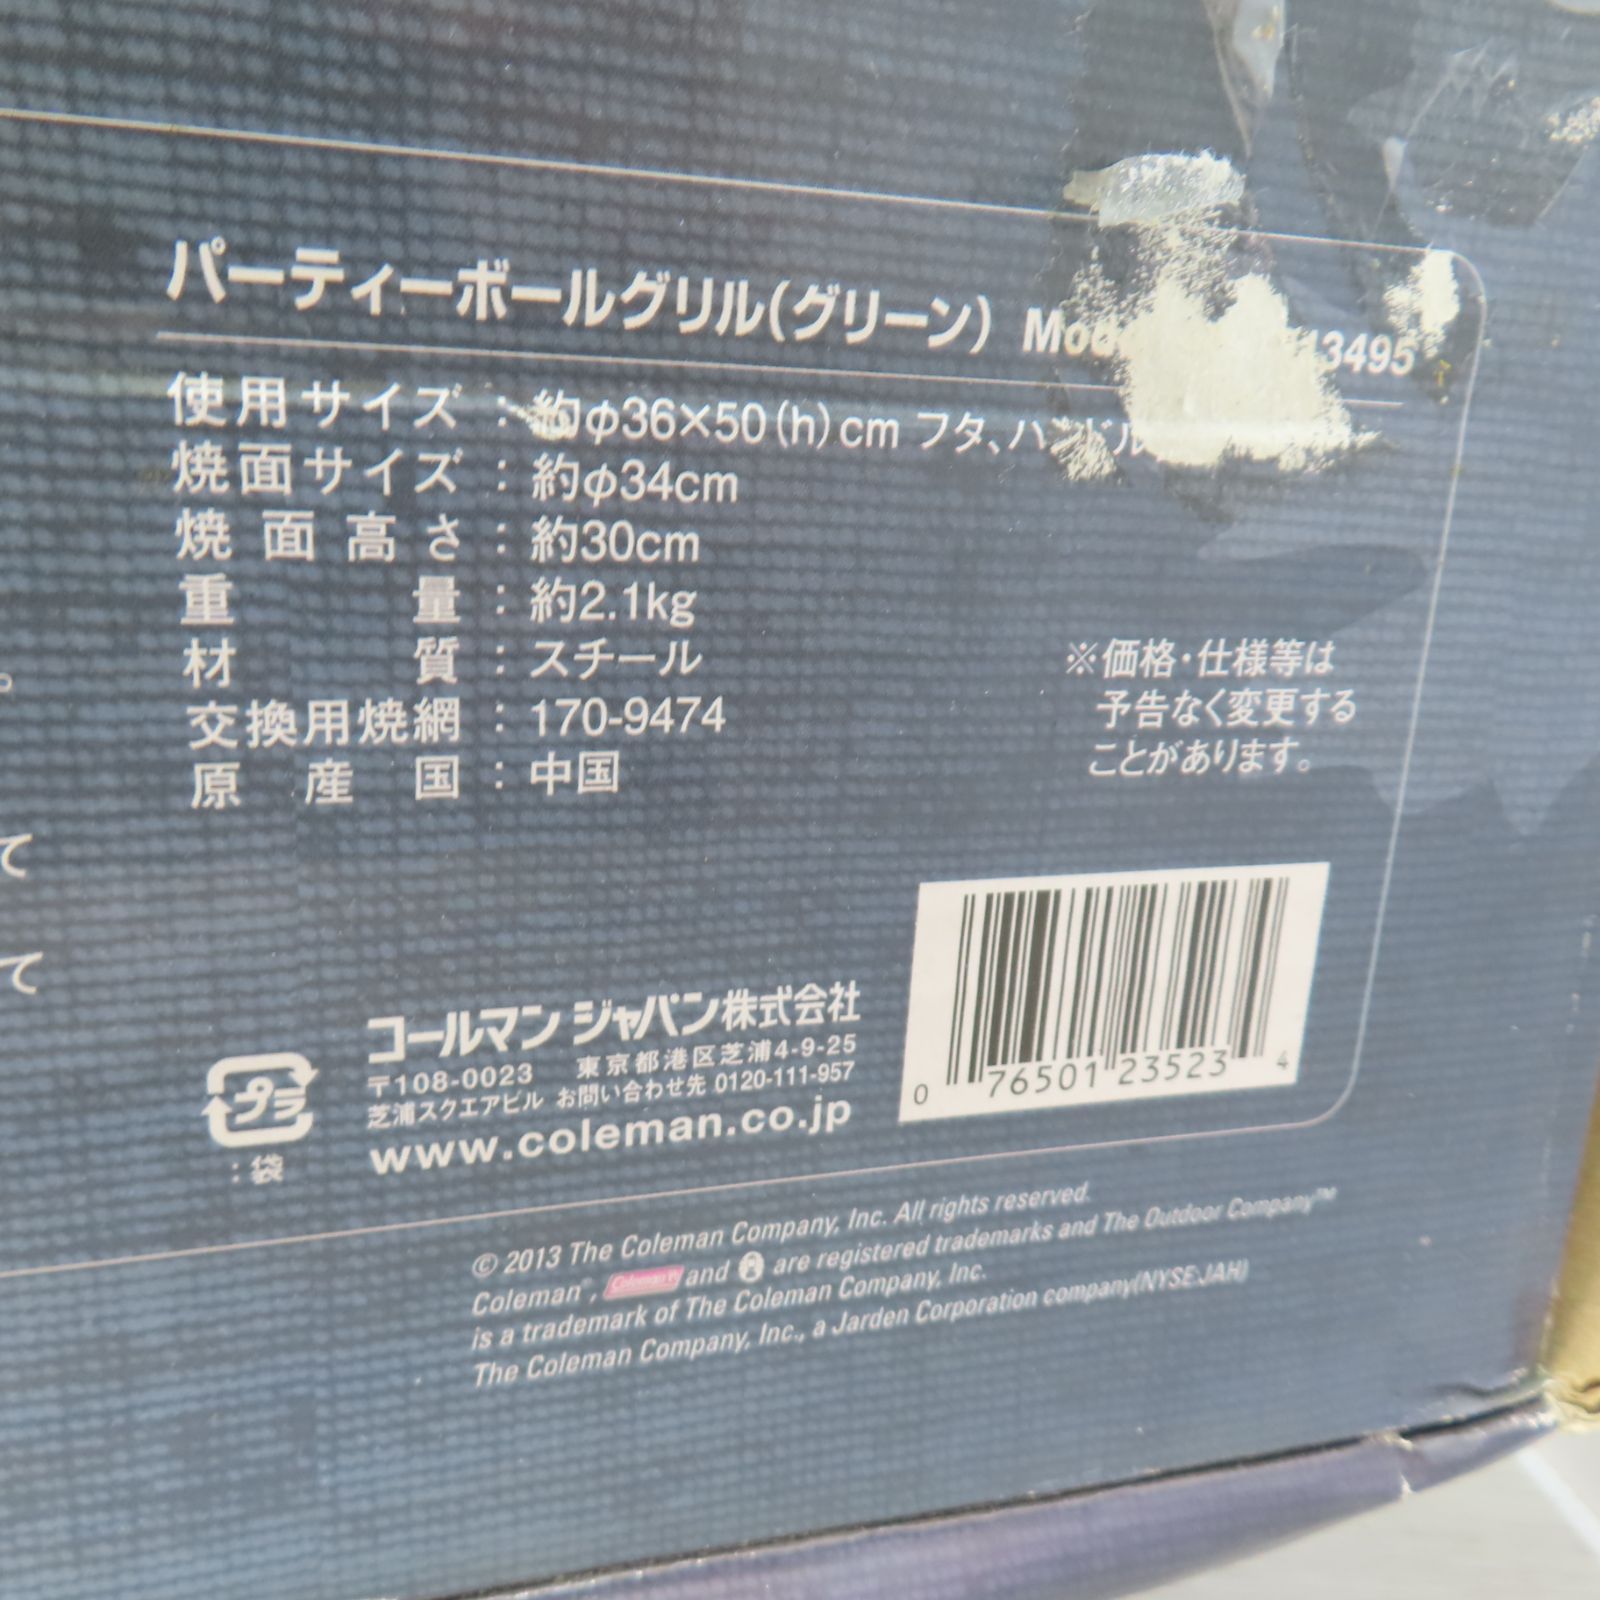 パーティーボールグリル(グリーン) 13495
使用サイズ : 約φ36×50(h)cm フタ、ハンドル
焼面サイズ : 約φ34cm
焼面高さ : 約30cm
重量 : 約2.1kg
材質 : スチール
交換用焼網 : 170-9474
原産国 : 中国
※価格・仕様等は
予告なく変更する
ことがあります。
。
て
て
プラ
:袋
コールマン ジャパン株式会社
〒108-0023 東京都港区芝浦4-9-25
芝浦スクエアビル お問い合わせ先 0120-111-957
www.coleman.co.jp
0 76501 23523 4
© 2013 The Coleman Company, Inc. All rights reserved.
Coleman®, Coleman and are registered trademarks and The Outdoor Company™
is a trademark of The Coleman Company, Inc.
The Coleman Company, Inc., a Jarden Corporation company(NYSE:JAH)